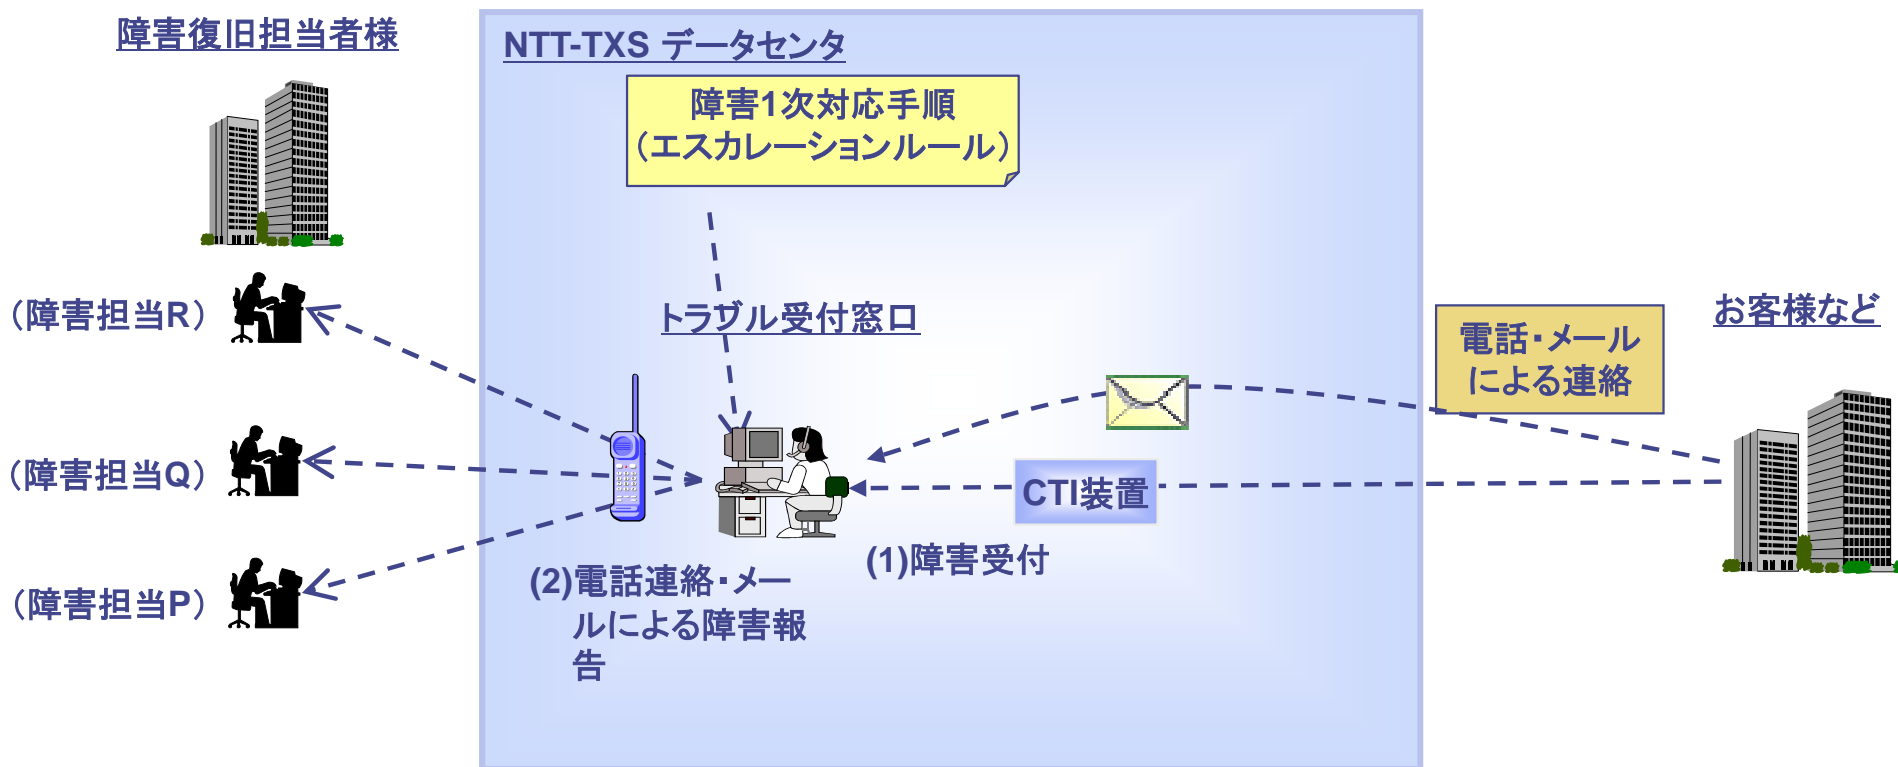 障害復旧担当者様
NTT-TXS データセンタ
障害1次対応手順
（エスカレーションルール）
（障害担当R）
トラブル受付窓口
電話・メール
による連絡
お客様など
（障害担当Q）
CTI装置
(1)障害受付
(2)電話連絡・メー
ルによる障害報
告
（障害担当P）